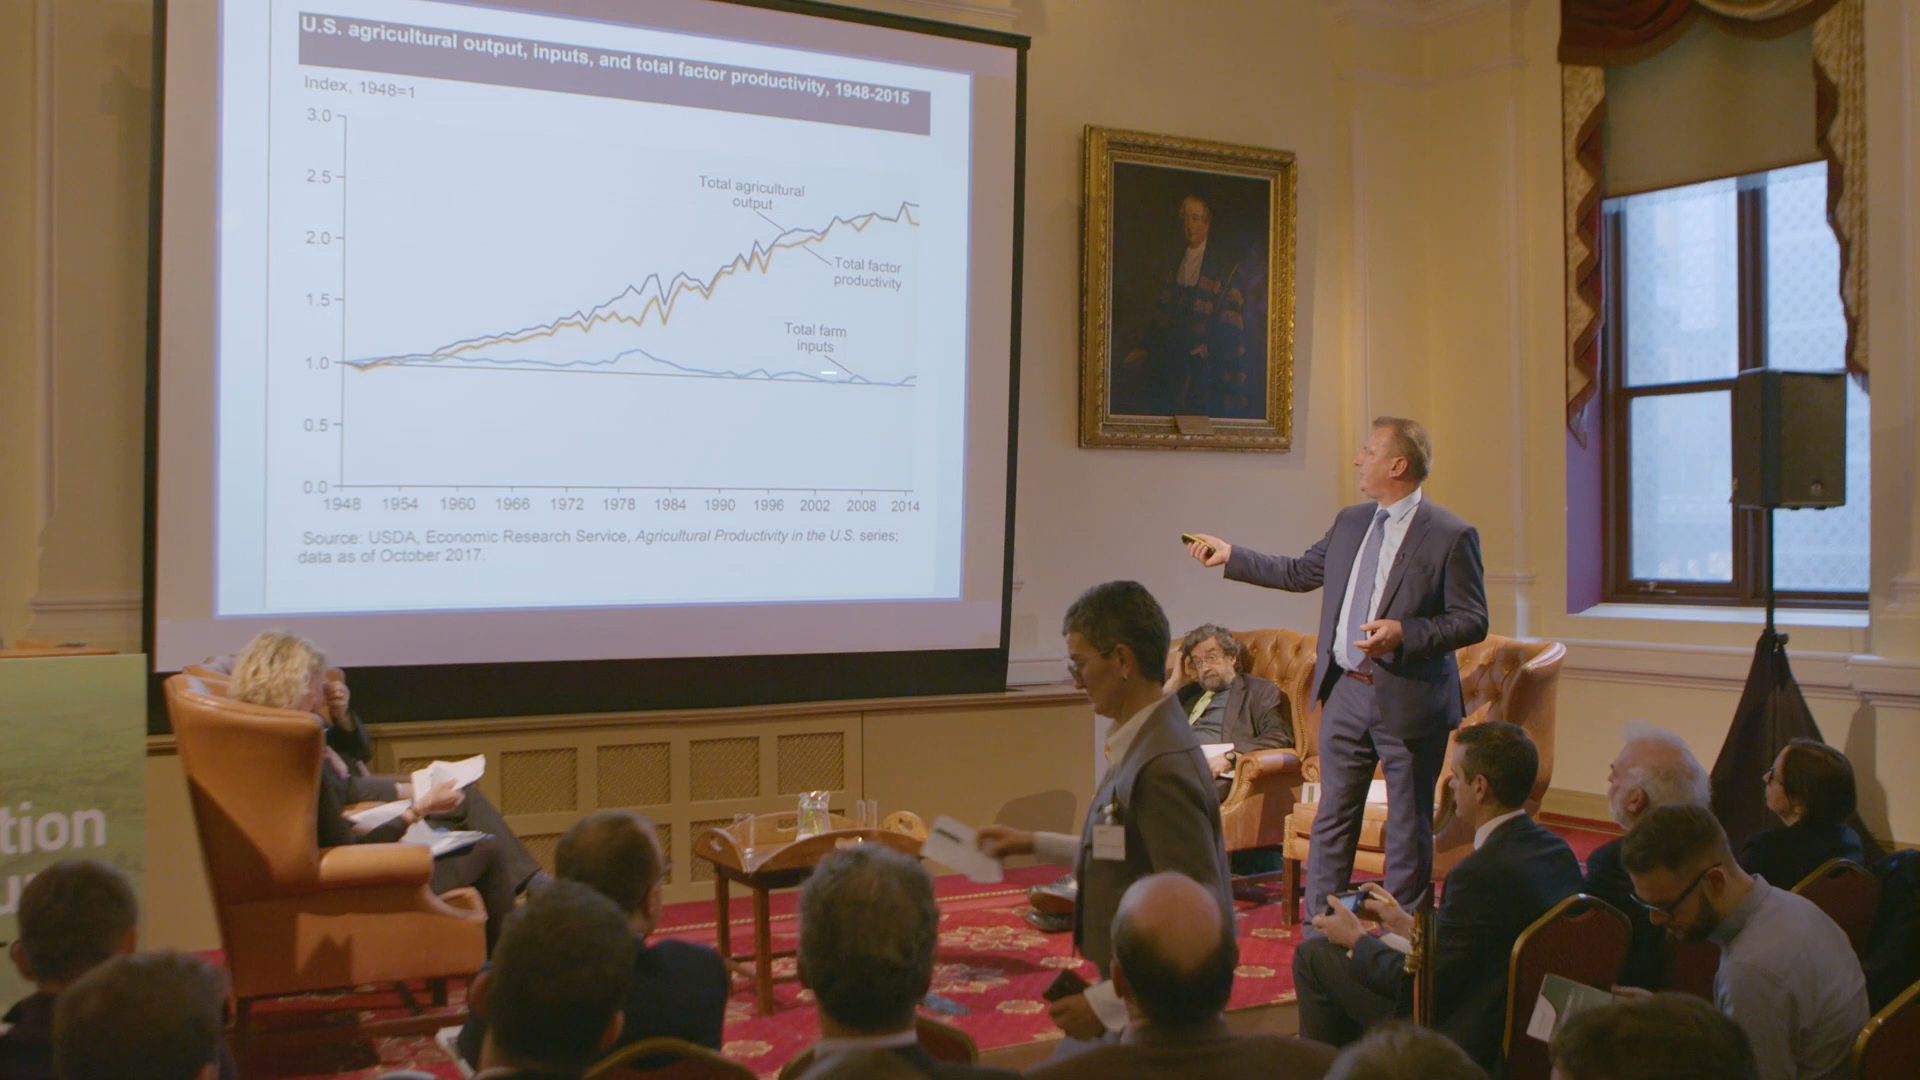 U.S. agricultural output, inputs, and total factor productivity, 1948-2015
Index, 1948=1
3.0
2.5
2.0
1.5
1.0
0.5
0.0
Total agricultural
output
Total factor
productivity
Total farm
inputs
1948 1954 1960 1966 1972 1978 1984 1990 1996 2002 2008 2014
Source: USDA, Economic Research Service, Agricultural Productivity in the U.S. series;
data as of October 2017.
tion